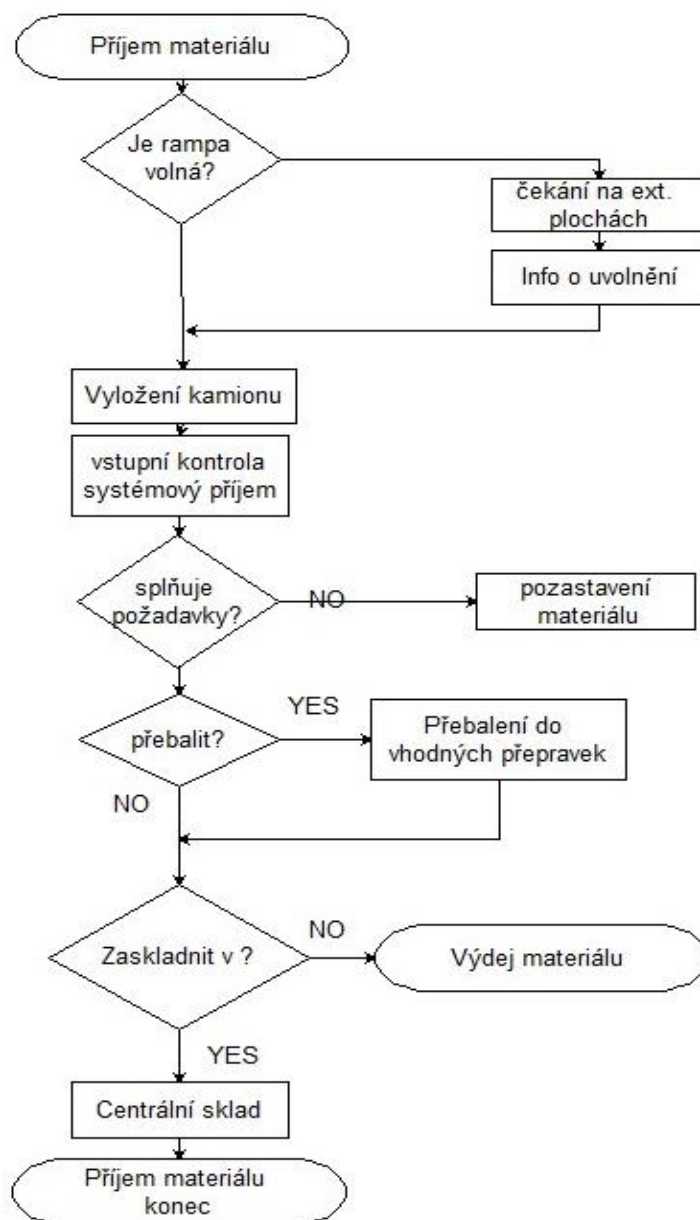 Příjem materiálu
Je rampa
volná?
čekání na ext.
plochách
Info o uvolnění
Vyložení kamionu
vstupní kontrola
systémový příjem
splňuje
požadavky?
NO
pozastavení
materiálu
YES
přebalit?
Přebalení do
vhodných přepravek
NO
Zaskladnit v ?
NO
Výdej materiálu
YES
Centrální sklad
Příjem materiálu
konec